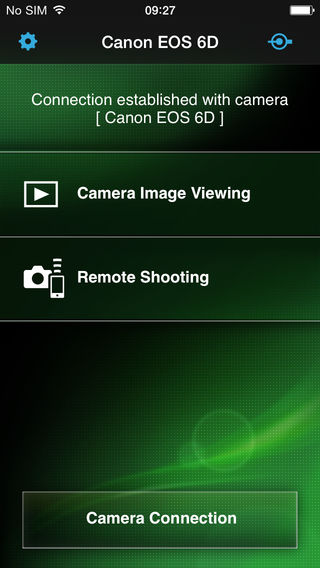 No SIM 09:27
Canon EOS 6D
Connection established with camera
[ Canon EOS 6D ]
Camera Image Viewing
Remote Shooting
Camera Connection